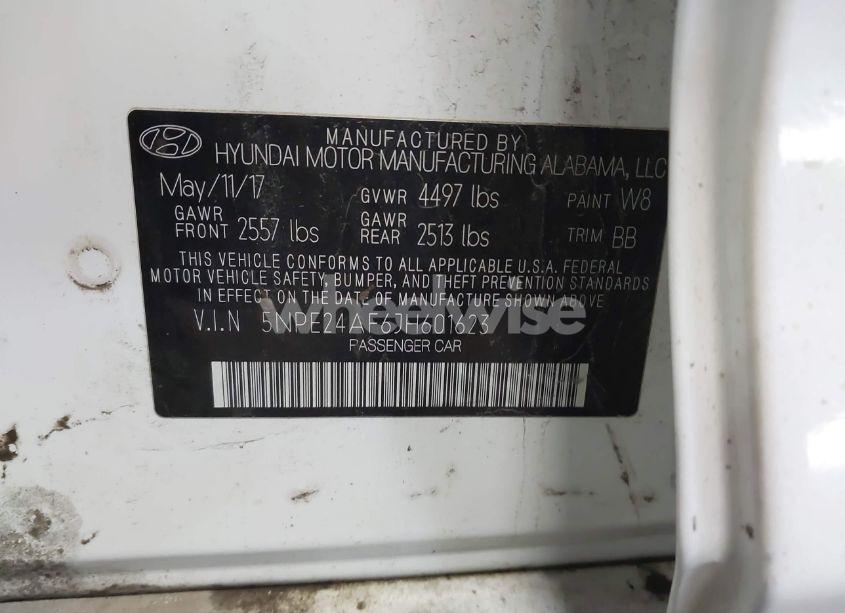 MANUFACTURED BY
HYUNDAI MOTOR MANUFACTURING ALABAMA, LLC
May/11/17 GVWR 4497 lbs PAINT W8
GAWR FRONT 2557 lbs GAWR REAR 2513 lbs TRIM BB
THIS VEHICLE CONFORMS TO ALL APPLICABLE U.S.A. FEDERAL
MOTOR VEHICLE SAFETY, BUMPER, AND THEFT PREVENTION STANDARDS
IN EFFECT ON THE DATE OF MANUFACTURE SHOWN ABOVE.
V.I.N 5NPE24AF6JH601623
wheelwise
PASSENGER CAR